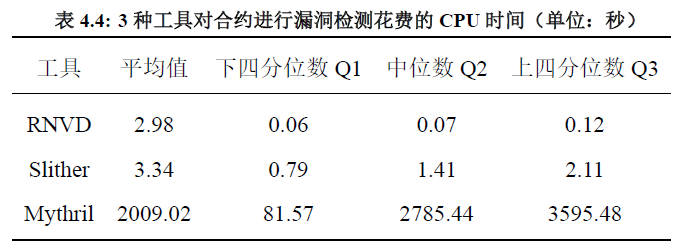 表 4.4: 3 种工具对合约进行漏洞检测花费的 CPU 时间（单位：秒）
工具 平均值 下四分位数 Q1 中位数 Q2 上四分位数 Q3
RNVD 2.98 0.06 0.07 0.12
Slither 3.34 0.79 1.41 2.11
Mythril 2009.02 81.57 2785.44 3595.48